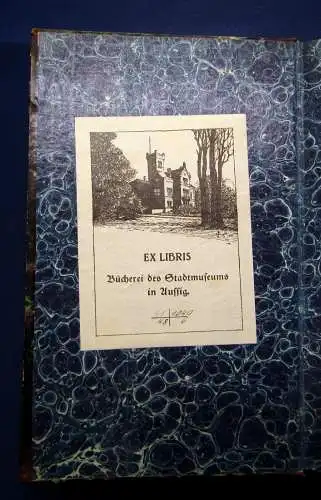 EX LIBRIS
Bücherei des Stadtmuseums
in Aussig.